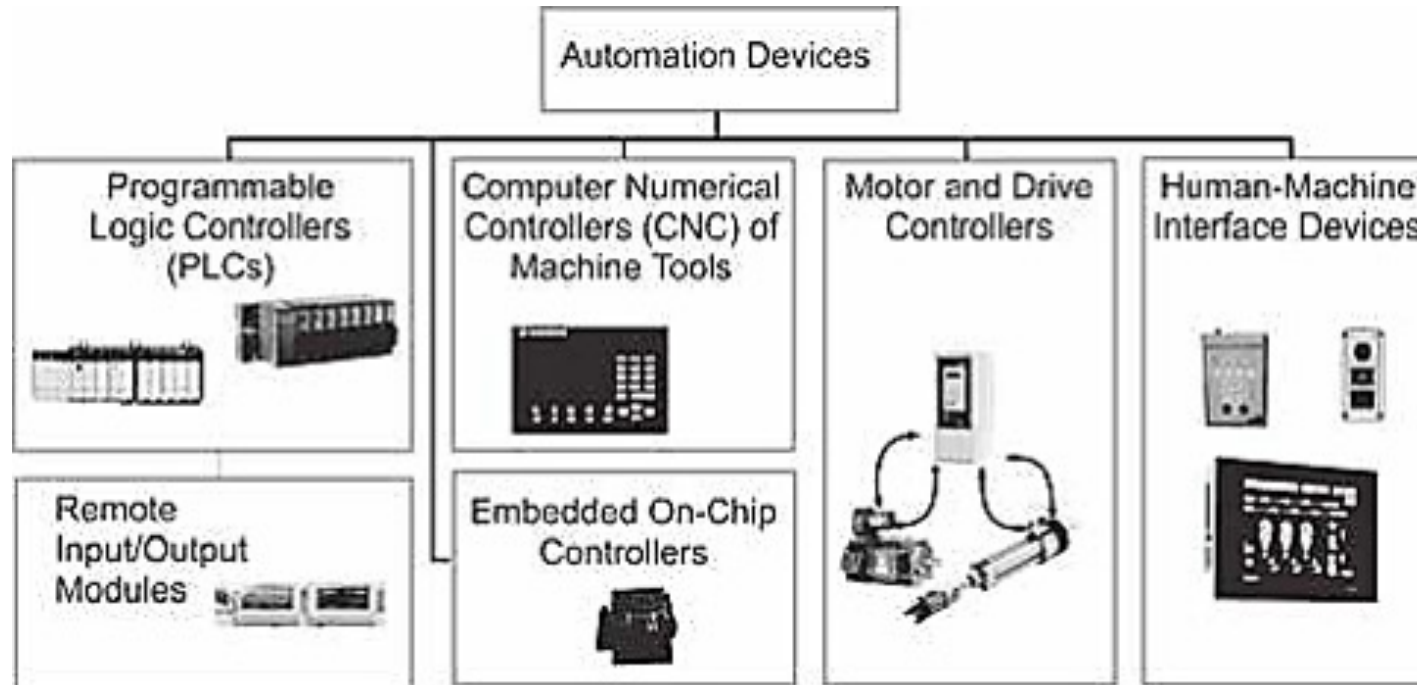 Automation Devices
Programmable
Logic Controllers
(PLCs)
Computer Numerical
Controllers (CNC) of
Machine Tools
Motor and Drive
Controllers
Human-Machine
Interface Devices
Remote
Input/Output
Modules
Embedded On-Chip
Controllers